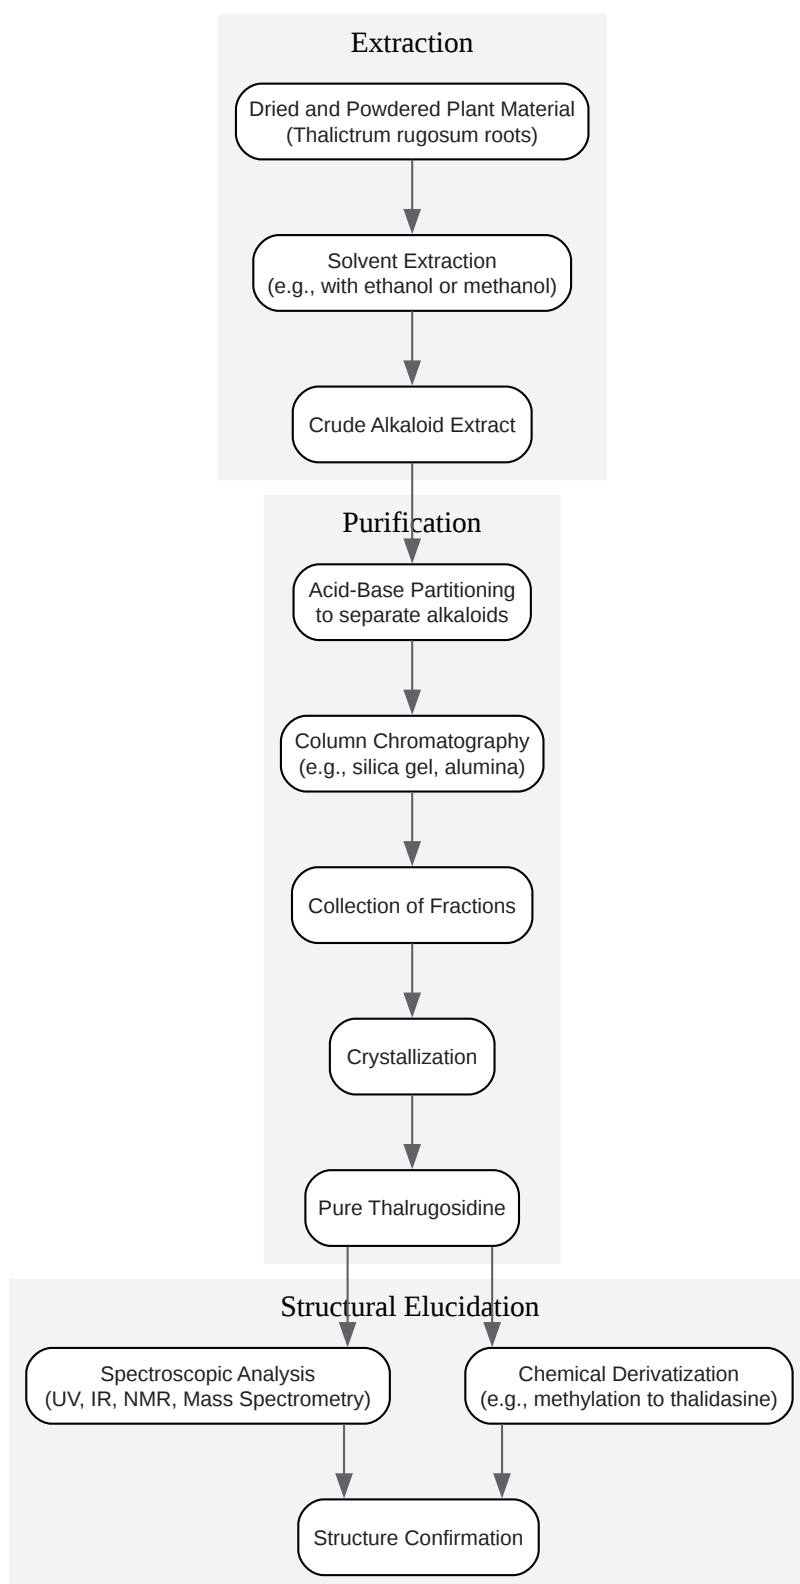 Extraction
Dried and Powdered Plant Material
(Thalictrum rugosum roots)
Solvent Extraction
(e.g., with ethanol or methanol)
Crude Alkaloid Extract
Purification
Acid-Base Partitioning
to separate alkaloids
Column Chromatography
(e.g., silica gel, alumina)
Collection of Fractions
Crystallization
Pure Thalrugosidine
Structural Elucidation
Spectroscopic Analysis
(UV, IR, NMR, Mass Spectrometry)
Chemical Derivatization
(e.g., methylation to thalidasine)
Structure Confirmation